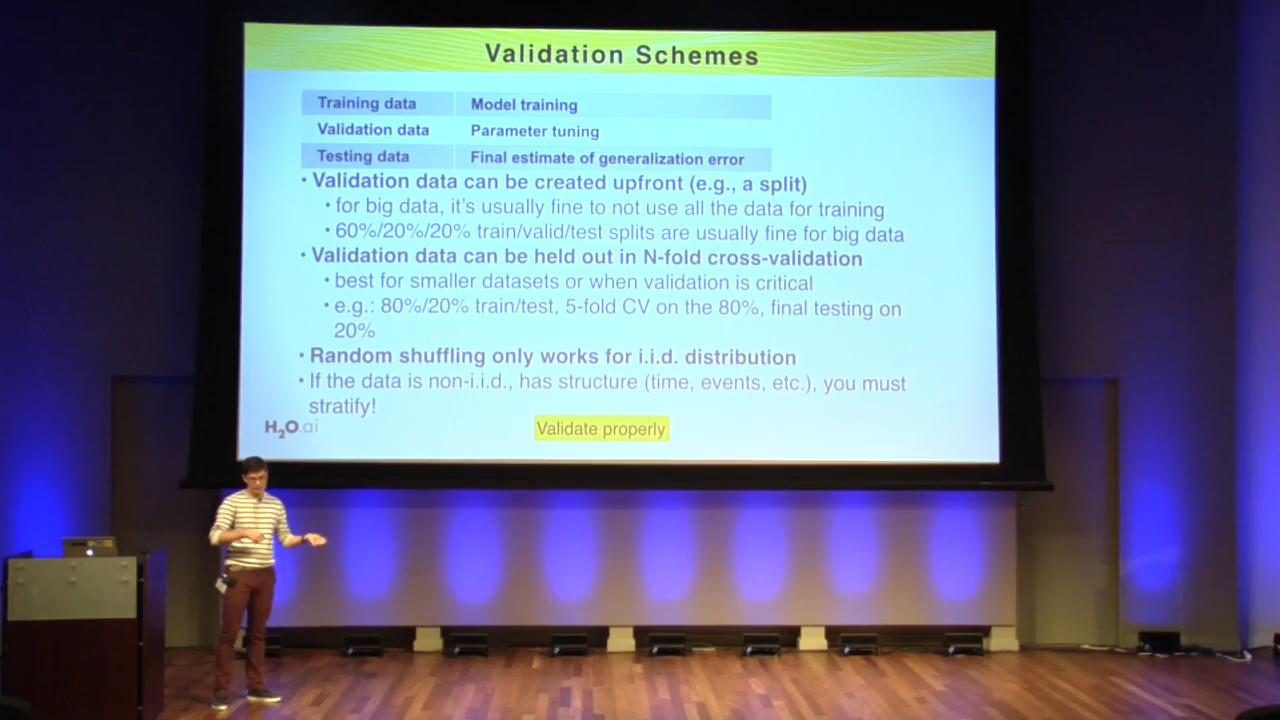 Validation Schemes
Training data Model training
Validation data Parameter tuning
Testing data Final estimate of generalization error
• Validation data can be created upfront (e.g., a split)
• for big data, it's usually fine to not use all the data for training
• 60%/20%/20% train/valid/test splits are usually fine for big data
• Validation data can be held out in N-fold cross-validation
• best for smaller datasets or when validation is critical
• e.g.: 80%/20% train/test, 5-fold CV on the 80%, final testing on
20%
• Random shuffling only works for i.i.d. distribution
• If the data is non-i.i.d., has structure (time, events, etc.), you must
stratify!
H2O.ai
Validate properly